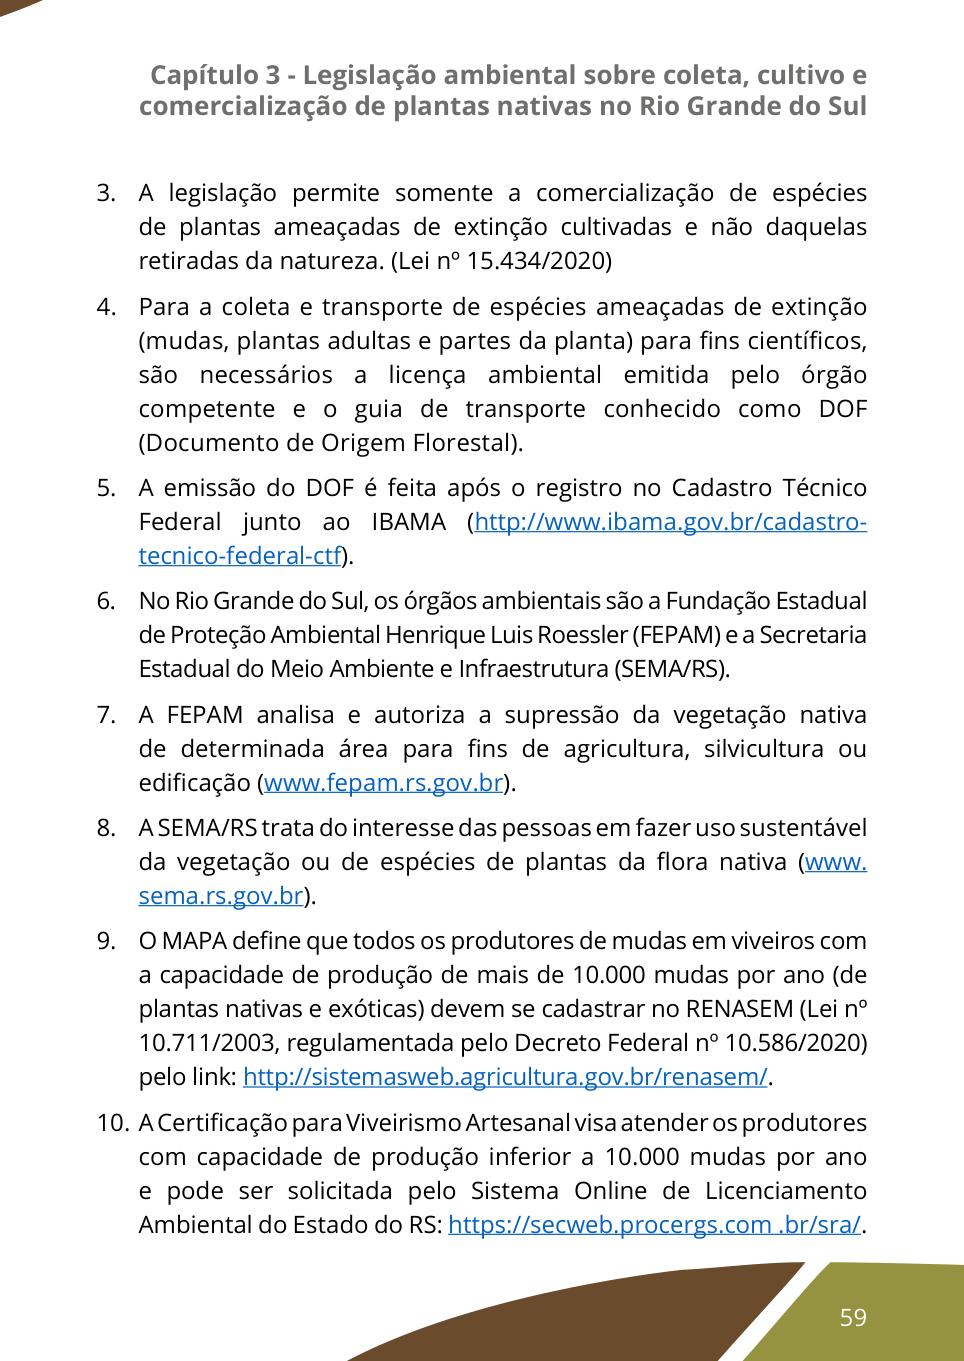 Capítulo 3 - Legislação ambiental sobre coleta, cultivo e
comercialização de plantas nativas no Rio Grande do Sul
3. A legislação permite somente a comercialização de espécies
de plantas ameaçadas de extinção cultivadas e não daquelas
retiradas da natureza. (Lei nº 15.434/2020)
4. Para a coleta e transporte de espécies ameaçadas de extinção
(mudas, plantas adultas e partes da planta) para fins científicos,
são necessários a licença ambiental emitida pelo órgão
competente e o guia de transporte conhecido como DOF
(Documento de Origem Florestal).
5. A emissão do DOF é feita após o registro no Cadastro Técnico
Federal junto ao IBAMA (http://www.ibama.gov.br/cadastro-
tecnico-federal-ctf).
6. No Rio Grande do Sul, os órgãos ambientais são a Fundação Estadual
de Proteção Ambiental Henrique Luis Roessler (FEPAM) e a Secretaria
Estadual do Meio Ambiente e Infraestrutura (SEMA/RS).
7. A FEPAM analisa e autoriza a supressão da vegetação nativa
de determinada área para fins de agricultura, silvicultura ou
edificação (www.fepam.rs.gov.br).
8. A SEMA/RS trata do interesse das pessoas em fazer uso sustentável
da vegetação ou de espécies de plantas da flora nativa (www.
sema.rs.gov.br).
9. O MAPA define que todos os produtores de mudas em viveiros com
a capacidade de produção de mais de 10.000 mudas por ano (de
plantas nativas e exóticas) devem se cadastrar no RENASEM (Lei nº
10.711/2003, regulamentada pelo Decreto Federal nº 10.586/2020)
pelo link: http://sistemasweb.agricultura.gov.br/renasem/.
10. A Certificação para Viveirismo Artesanal visa atender os produtores
com capacidade de produção inferior a 10.000 mudas por ano
e pode ser solicitada pelo Sistema Online de Licenciamento
Ambiental do Estado do RS: https://secweb.procergs.com .br/sra/.
59